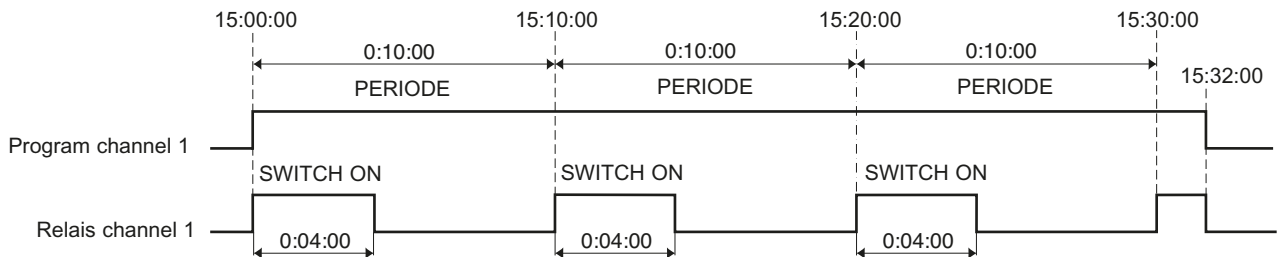 15:00:00 15:10:00 15:20:00 15:30:00
0:10:00 0:10:00 0:10:00
PERIODE PERIODE PERIODE 15:32:00
Program channel 1
SWITCH ON SWITCH ON SWITCH ON
Relais channel 1
0:04:00 0:04:00 0:04:00